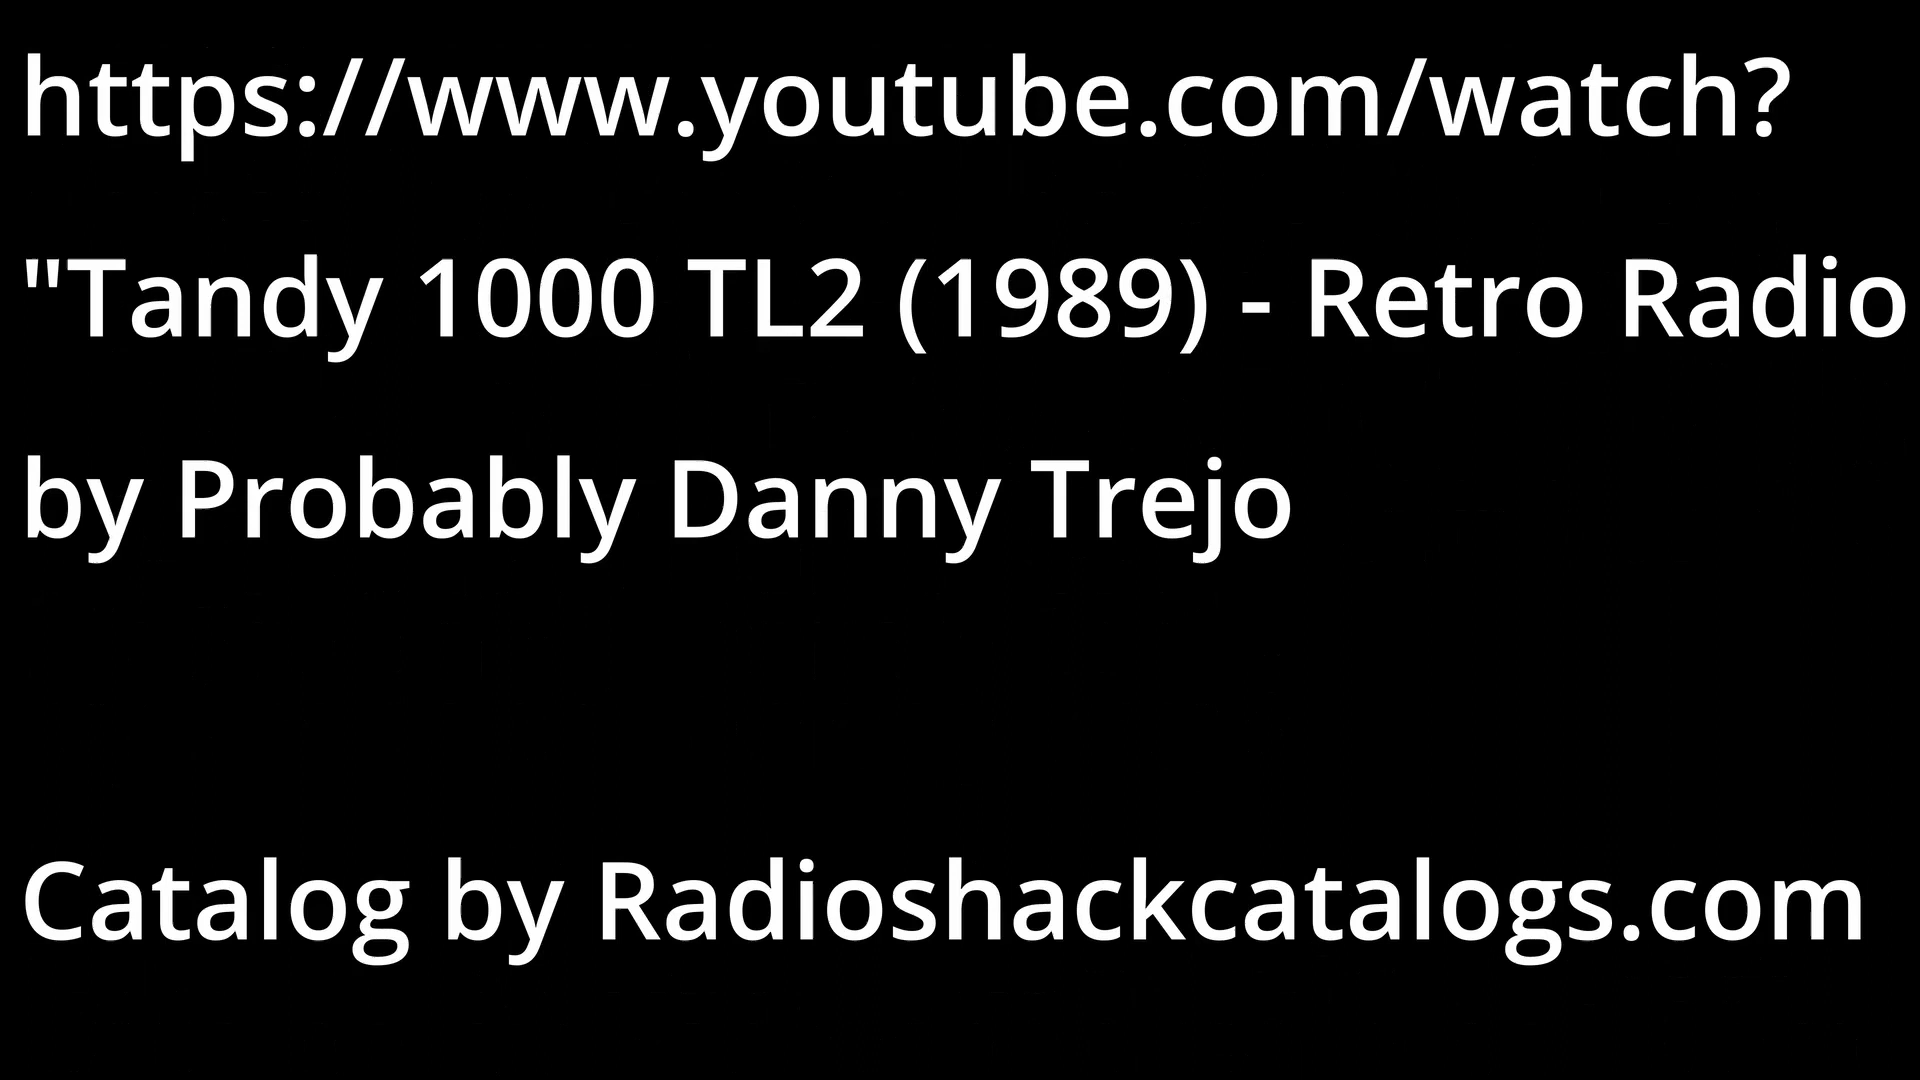 https://www.youtube.com/watch?
"Tandy 1000 TL2 (1989) - Retro Radio
by Probably Danny Trejo
Catalog by Radioshackcatalogs.com